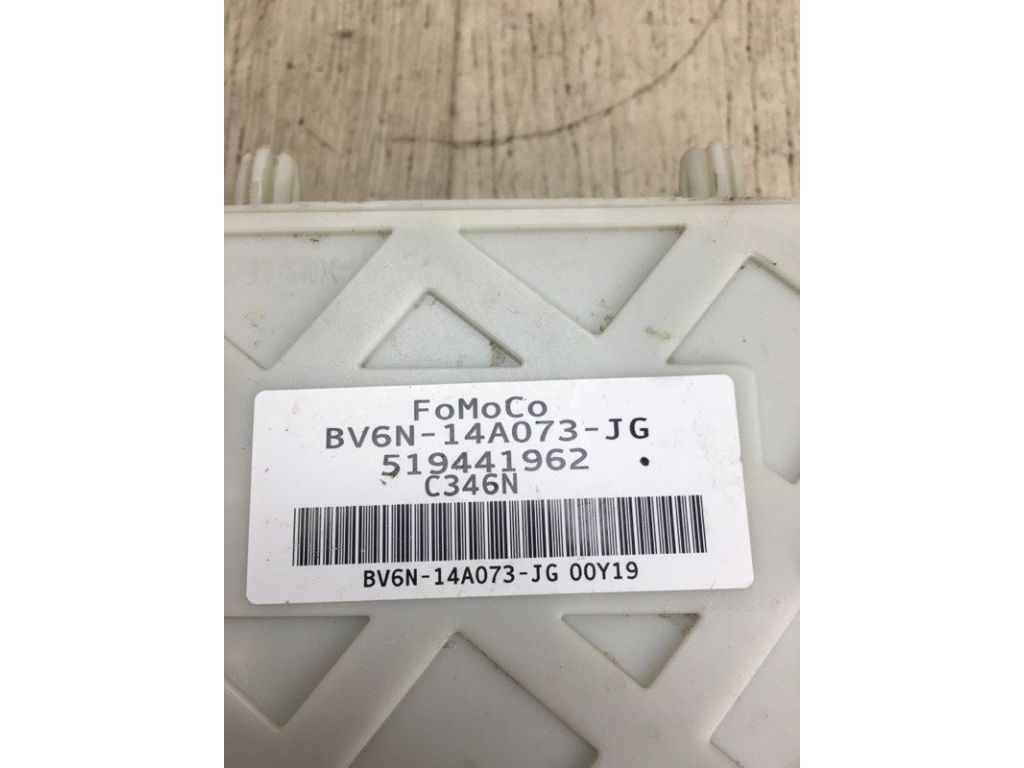 FoMoCo
BV6N-14A073-JG
519441962
C346N
BV6N-14A073-JG 00Y19